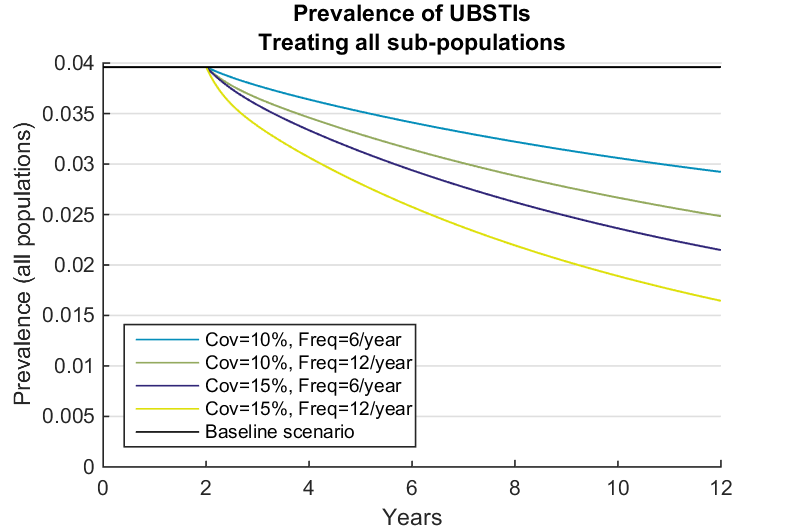 Prevalence of UBSTIs
Treating all sub-populations
Prevalence (all populations)
0.04
0.035
0.03
0.025
0.02
0.015
0.01
0.005
0
Cov=10%, Freq=6/year
Cov=10%, Freq=12/year
Cov=15%, Freq=6/year
Cov=15%, Freq=12/year
Baseline scenario
0 2 4 6 8 10 12
Years